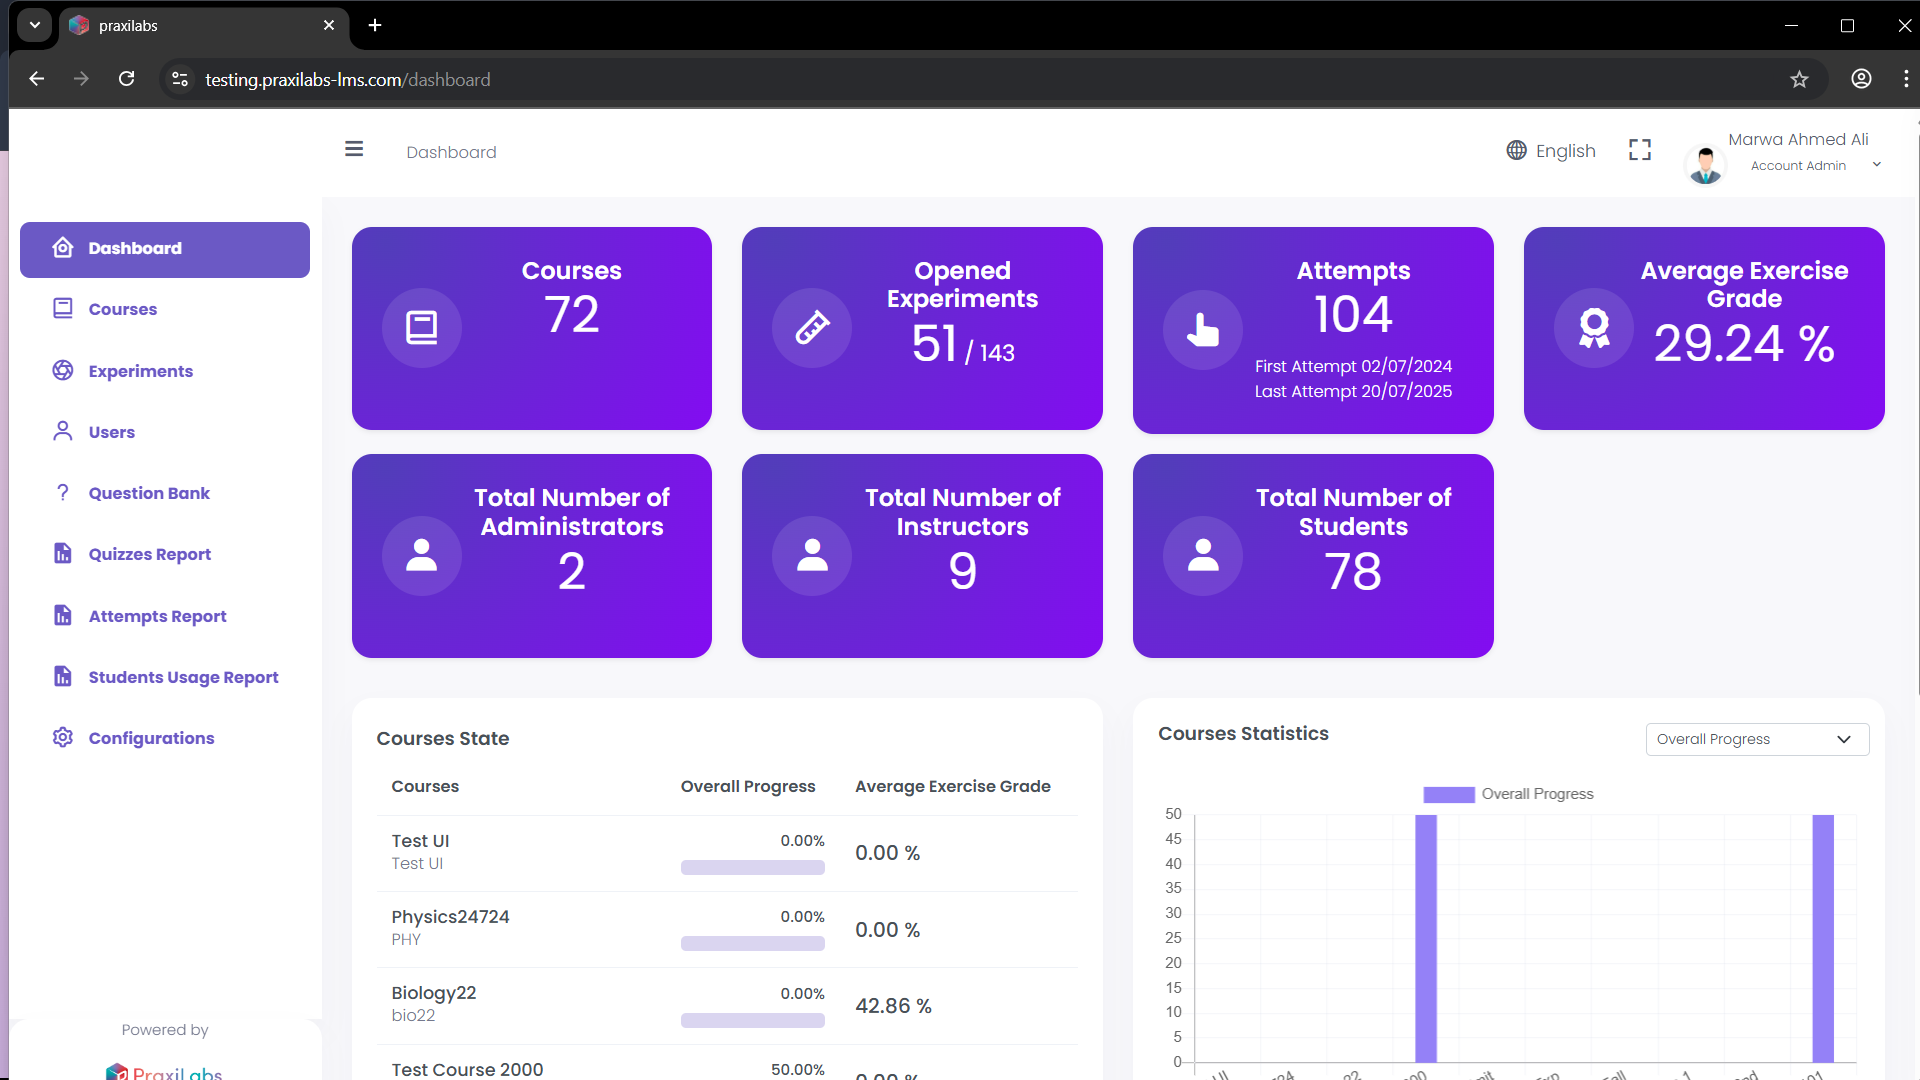 praxilabs
testing.praxilabs-lms.com/dashboard
Dashboard
English
Marwa Ahmed Ali
Account Admin
Dashboard
Courses
Experiments
Users
Question Bank
Quizzes Report
Attempts Report
Students Usage Report
Configurations
Powered by
PraxiLabs
Courses
72
Opened
Experiments
51 / 143
Attempts
104
First Attempt 02/07/2024
Last Attempt 20/07/2025
Average Exercise
Grade
29.24 %
Total Number of
Administrators
2
Total Number of
Instructors
9
Total Number of
Students
78
Courses State
Courses Overall Progress Average Exercise Grade
Test UI 0.00%
Test UI 0.00 %
Physics24724 0.00%
PHY 0.00 %
Biology22 0.00%
bio22 42.86 %
Test Course 2000 50.00%
0.00 %
Courses Statistics
Overall Progress
Overall Progress
50
45
40
35
30
25
20
15
10
5
0